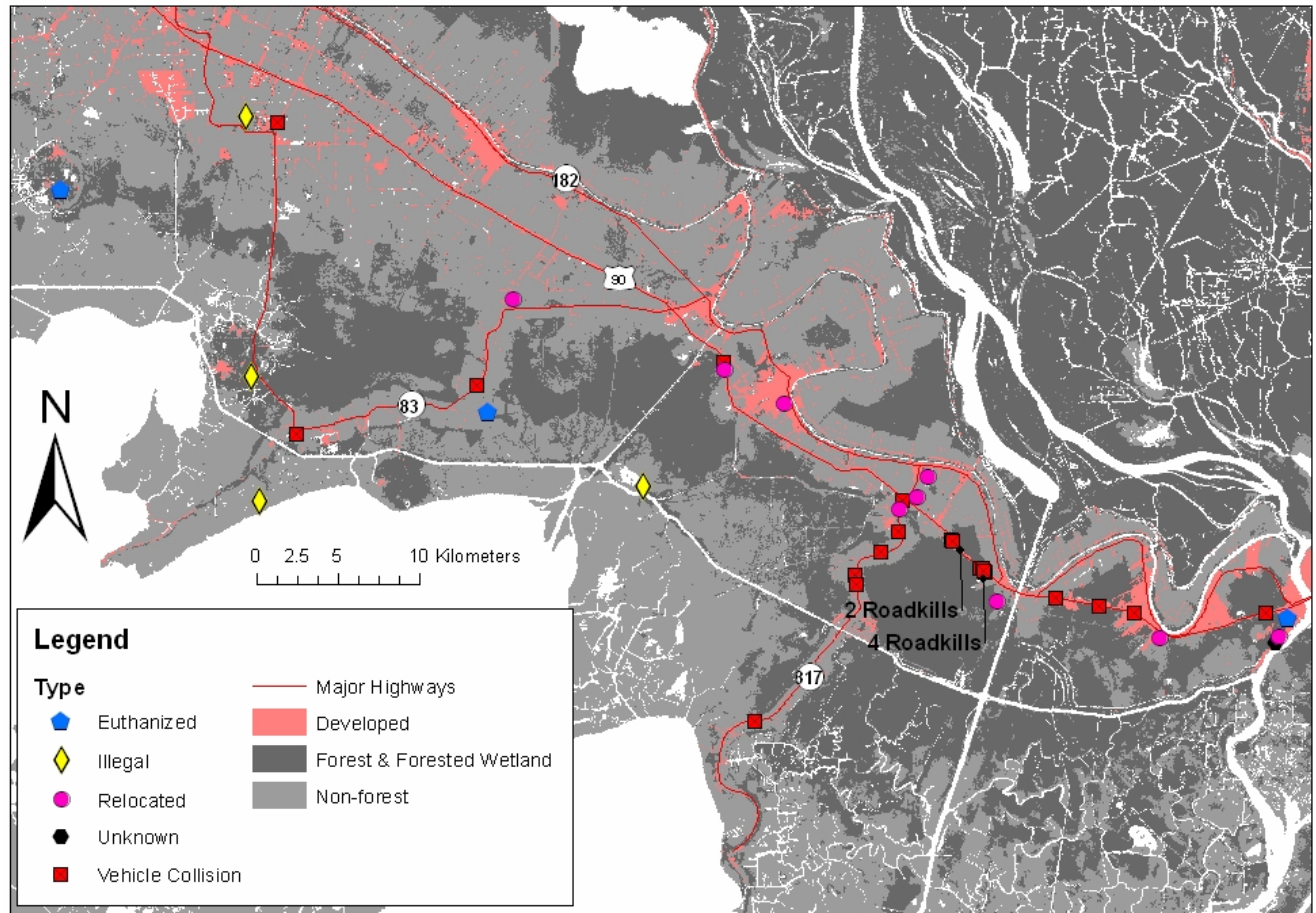 182
90
83
N
0 2.5 5 10 Kilometers
2 Roadkills
4 Roadkills
317
Legend
Type
Euthanized
Illegal
Relocated
Unknown
Vehicle Collision
Major Highways
Developed
Forest & Forested Wetland
Non-forest